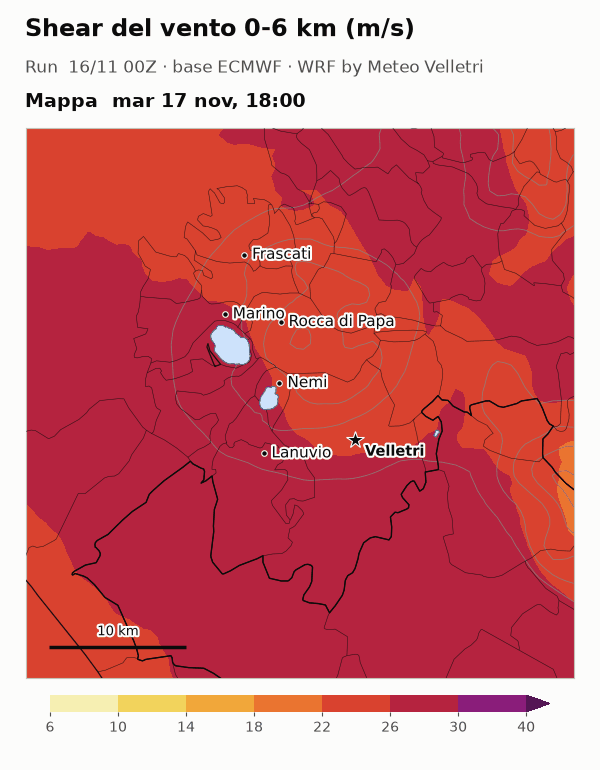 Shear del vento 0-6 km (m/s)
Run  16/11 00Z · base ECMWF · WRF by Meteo Velletri
Mappa  mar 17 nov, 18:00
Frascati
Marino
Rocca di Papa
Nemi
Velletri
Lanuvio
10 km
6 10 14 18 22 26 30 40